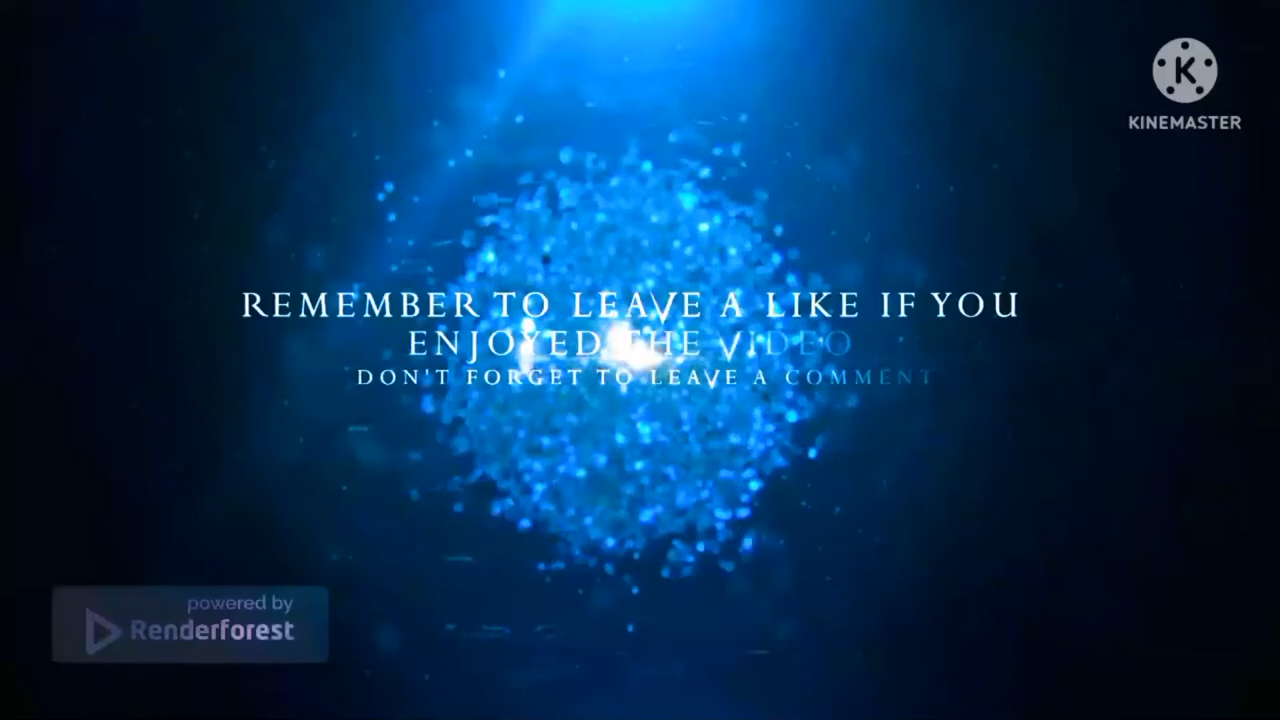 K
KINEMASTER
REMEMBER TO LEAVE A LIKE IF YOU
ENJOYED THE VIDEO
DON'T FORGET TO LEAVE A COMMENT
powered by
Renderforest